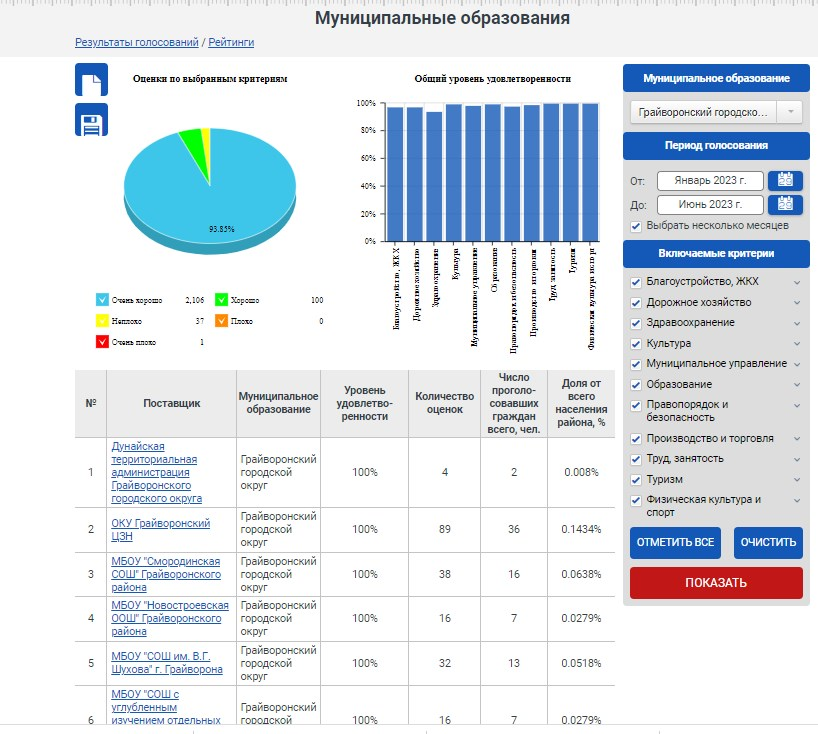 Муниципальные образования
Результаты голосований / Рейтинги
Оценки по выбранным критериям
93.85%
Очень хорошо 2,106 Хорошо 100
Неплохо 37 Плохо 0
Очень плохо 1
Общий уровень удовлетворенности
100%
80%
60%
40%
20%
0%
Благоустройство, ЖКХ
Дорожное хозяйство
Здравоохранение
Культура
Муниципальное управление
Образование
Правопорядок и безопасность
Производство и торговля
Труд, занятость
Туризм
Физическая культура и спорт
Муниципальное образование
Грайворонский городско...
Период голосования
От: Январь 2023 г.
До: Июнь 2023 г.
Выбрать несколько месяцев
Включаемые критерии
Благоустройство, ЖКХ
Дорожное хозяйство
Здравоохранение
Культура
Муниципальное управление
Образование
Правопорядок и
безопасность
Производство и торговля
Труд, занятость
Туризм
Физическая культура и
спорт
ОТМЕТИТЬ ВСЕ ОЧИСТИТЬ
ПОКАЗАТЬ
№
Поставщик
Муниципальное
образование
Уровень
удовлетво-
ренности
Количество
оценок
Число
проголо-
совавших
граждан
всего, чел.
Доля от
всего
населения
района, %
1
Дунайская
территориальная
администрация
Грайворонского
городского округа
Грайворонский
городской
округ
100%
4
2
0.008%
2
ОКУ Грайворонский
ЦЗН
Грайворонский
городской
округ
100%
89
36
0.1434%
3
МБОУ "Смородинская
СОШ" Грайворонского
района
Грайворонский
городской
округ
100%
38
16
0.0638%
4
МБОУ "Новостроевская
ООШ" Грайворонского
района
Грайворонский
городской
округ
100%
16
7
0.0279%
5
МБОУ "СОШ им. В.Г.
Шухова" г. Грайворона
Грайворонский
городской
округ
100%
32
13
0.0518%
6
МБОУ "СОШ с
углубленным
изучением отдельных
Грайворонский
городской
100%
16
7
0.0279%